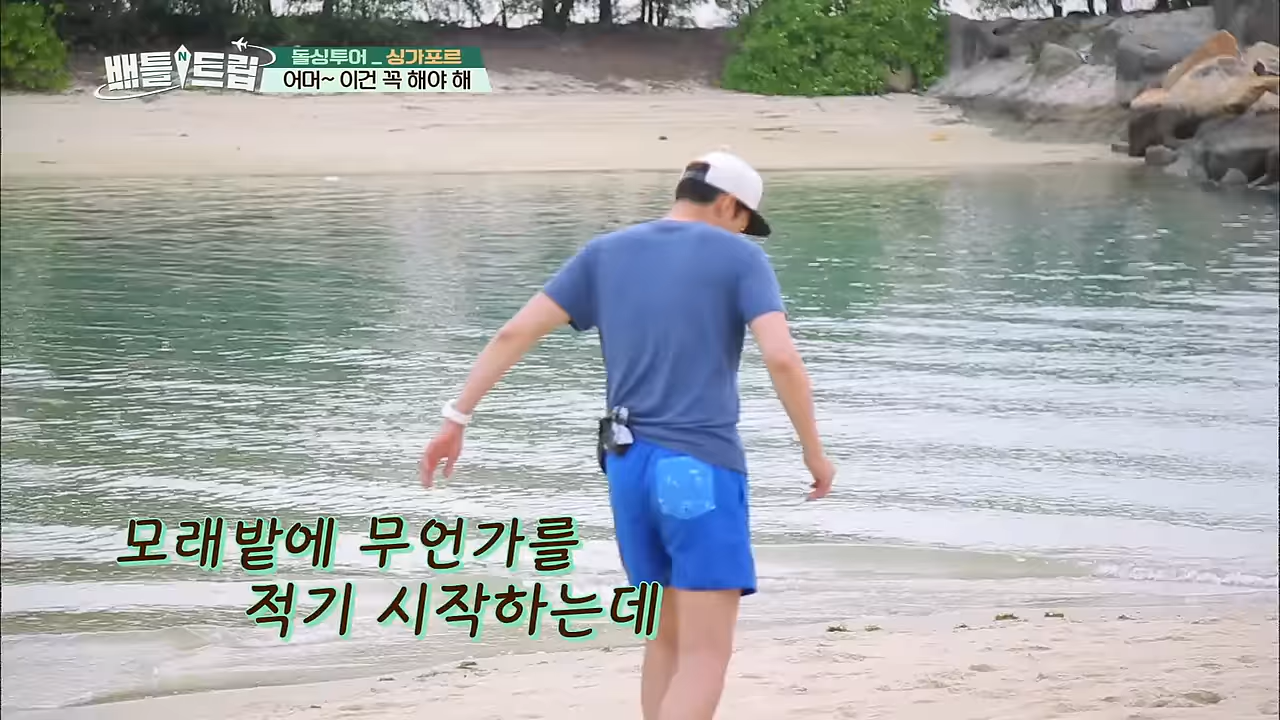 배틀트립
돌싱투어 _ 싱가포르
어머~ 이건 꼭 해야 해
모래밭에 무언가를
적기 시작하는데